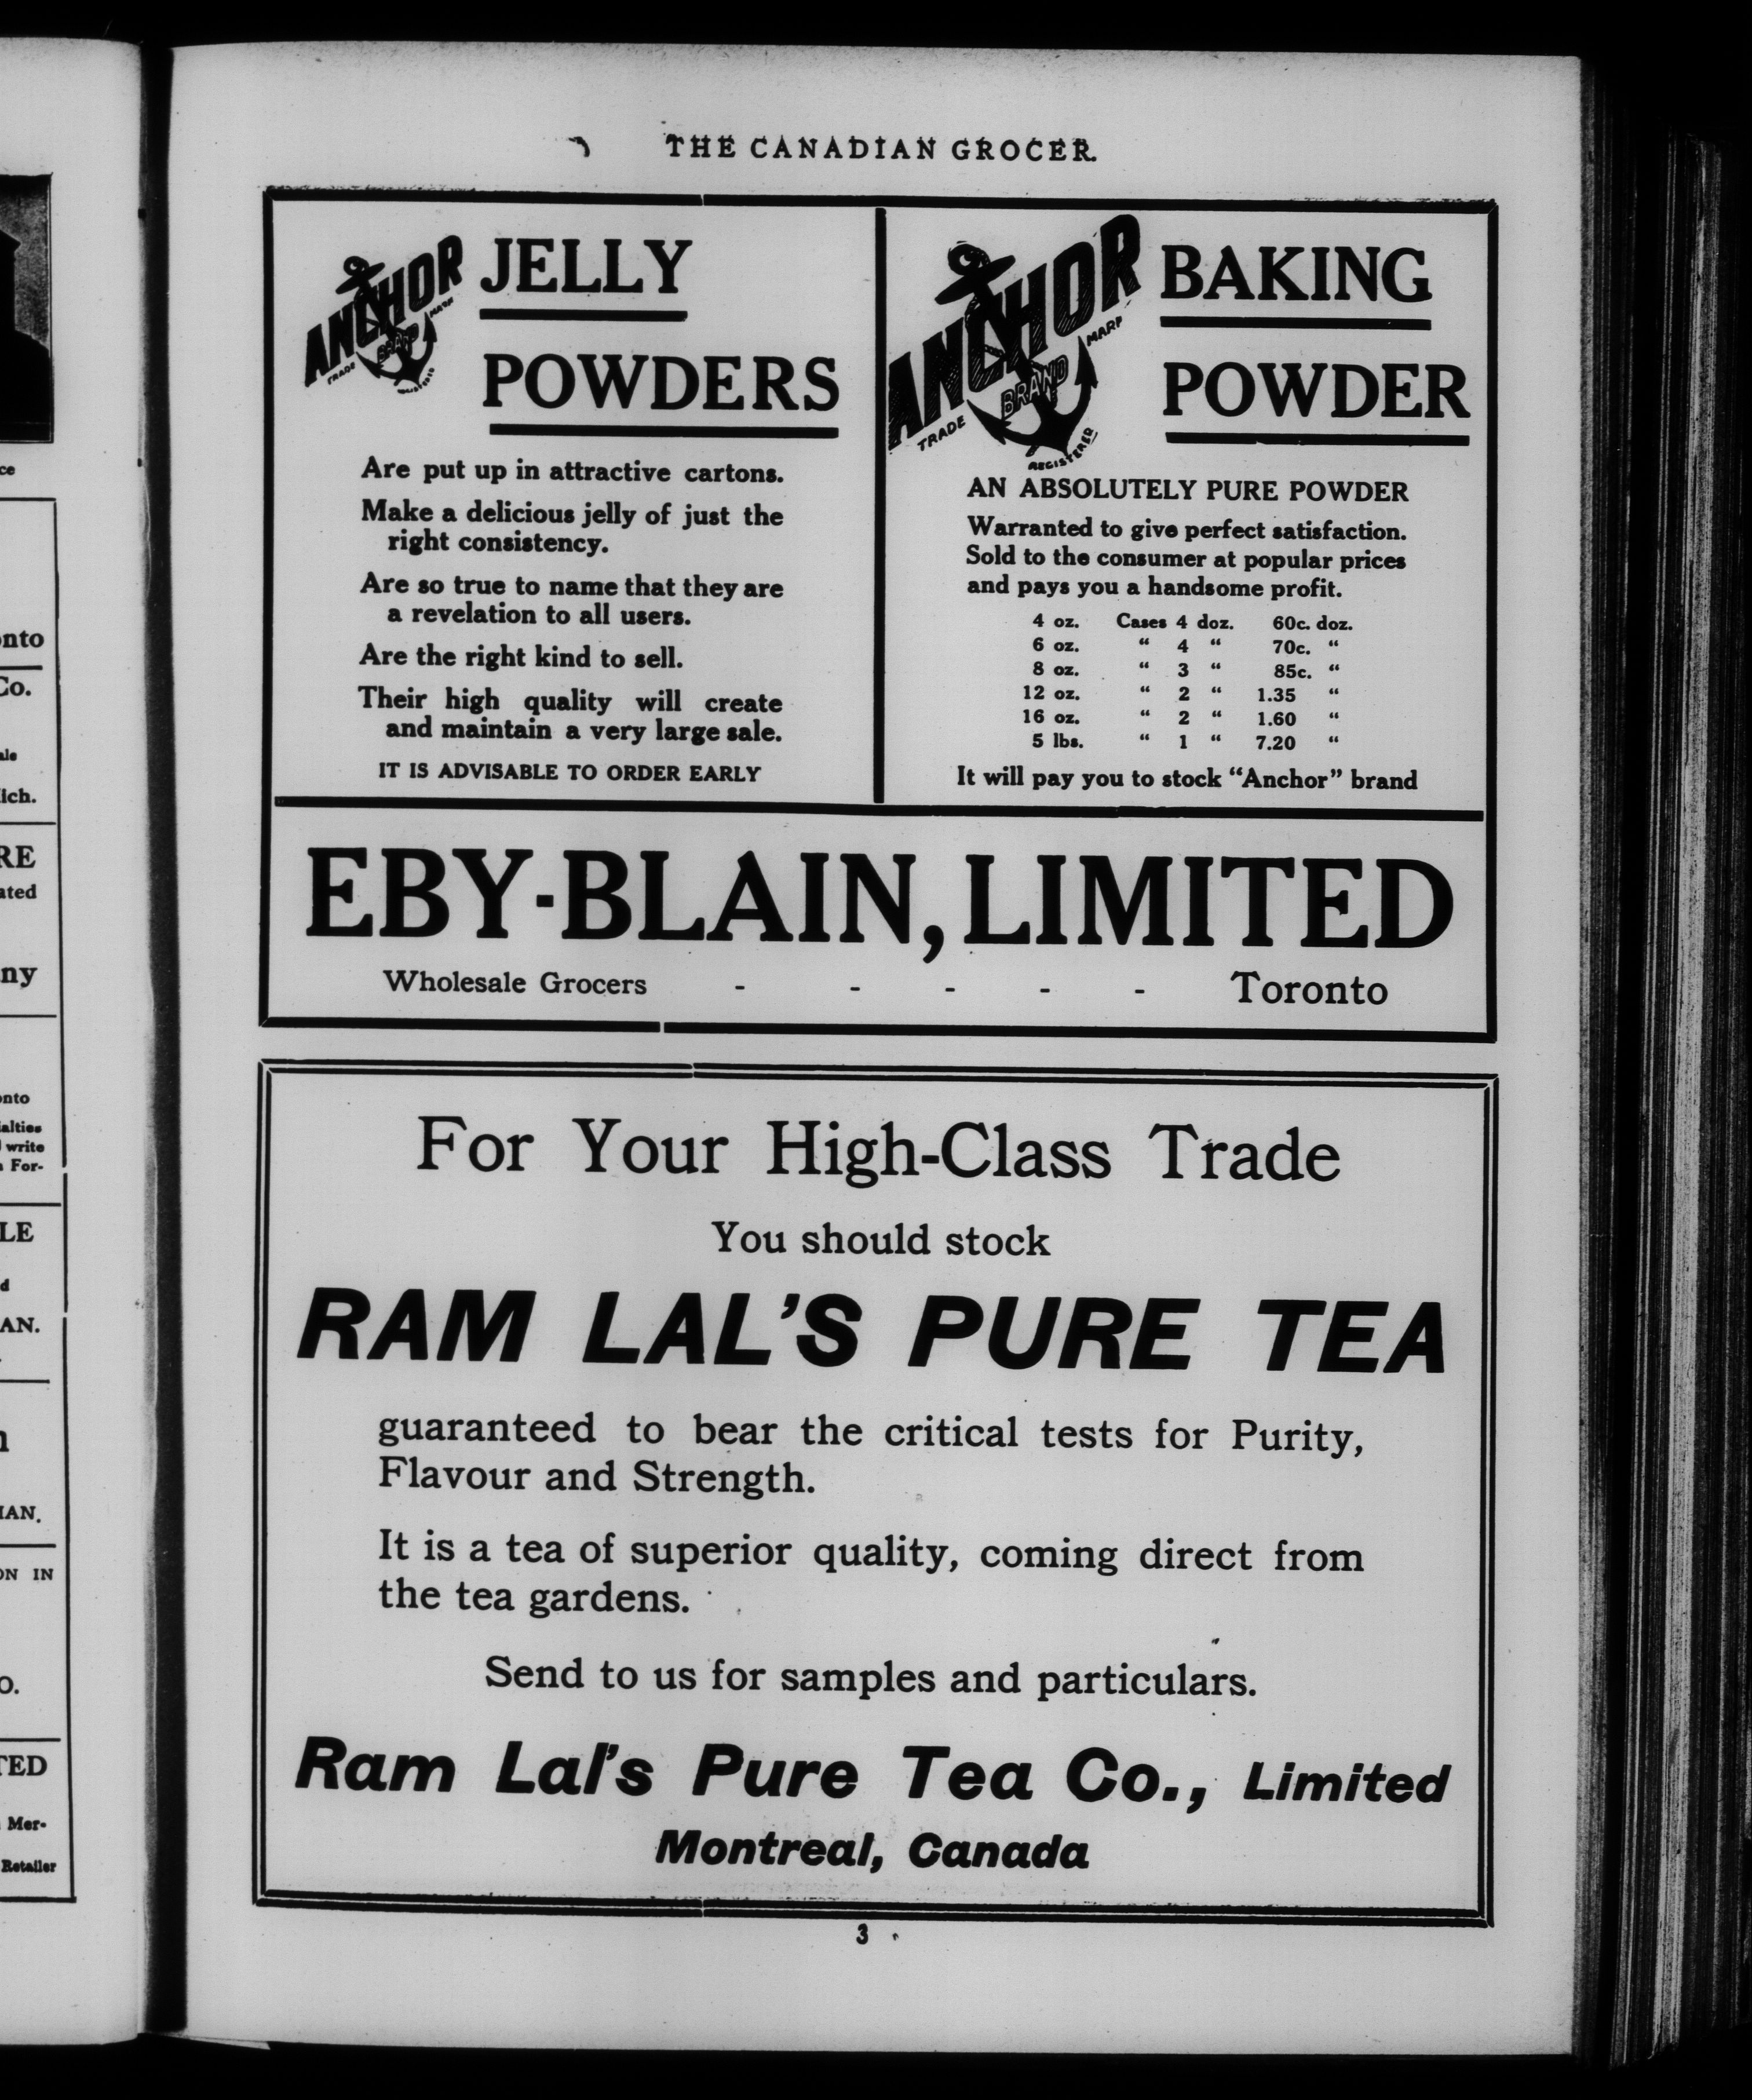 THE CANADIAN GROCER.
ANCHOR
BRAND
TRADE MARK
REGISTERED
JELLY
POWDERS
Are put up in attractive cartons.
Make a delicious jelly of just the
right consistency.
Are so true to name that they are
a revelation to all users.
Are the right kind to sell.
Their high quality will create
and maintain a very large sale.
IT IS ADVISABLE TO ORDER EARLY
ANCHOR
BRAND
TRADE MARK
REGISTERED
BAKING
POWDER
AN ABSOLUTELY PURE POWDER
Warranted to give perfect satisfaction.
Sold to the consumer at popular prices
and pays you a handsome profit.
4 oz. Cases 4 doz. 60c. doz.
6 oz. “ 4 “ 70c. “
8 oz. “ 3 “ 85c. “
12 oz. “ 2 “ 1.35 “
16 oz. “ 2 “ 1.60 “
5 lbs. “ 1 “ 7.20 “
It will pay you to stock “Anchor” brand
EBY-BLAIN, LIMITED
Wholesale Grocers - - - - - Toronto
For Your High-Class Trade
You should stock
RAM LAL'S PURE TEA
guaranteed to bear the critical tests for Purity,
Flavour and Strength.
It is a tea of superior quality, coming direct from
the tea gardens.
Send to us for samples and particulars.
Ram Lal's Pure Tea Co., Limited
Montreal, Canada
3